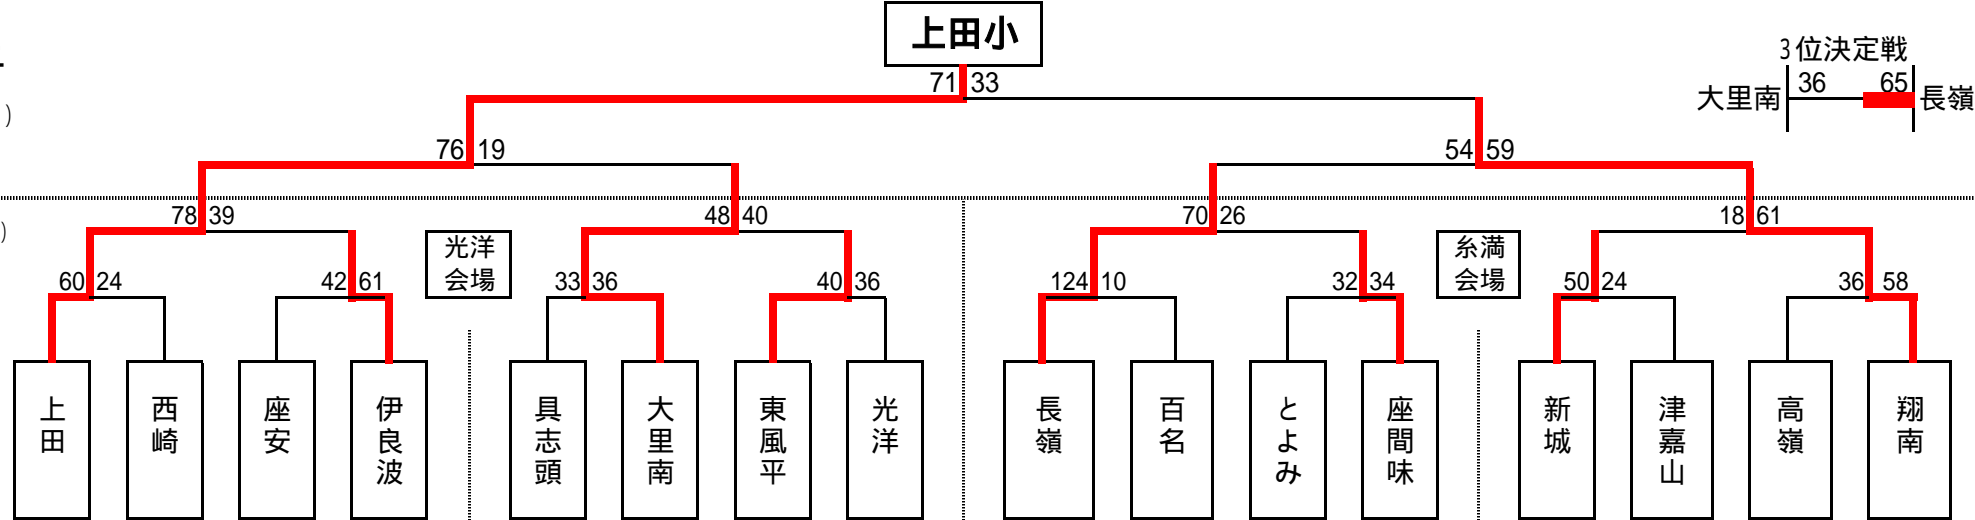 上田小
3位決定戦
71 33
大里南 36 65 長嶺
)
76 19
54 59
)
78 39
48 40
70 26
18 61
光洋
会場
糸満
会場
60 24
42 61
33 36
40 36
124 10
32 34
50 24
36 58
上田
西崎
座安
伊良波
具志頭
大里南
東風平
光洋
長嶺
百名
とよみ
座間味
新城
津嘉山
高嶺
翔南